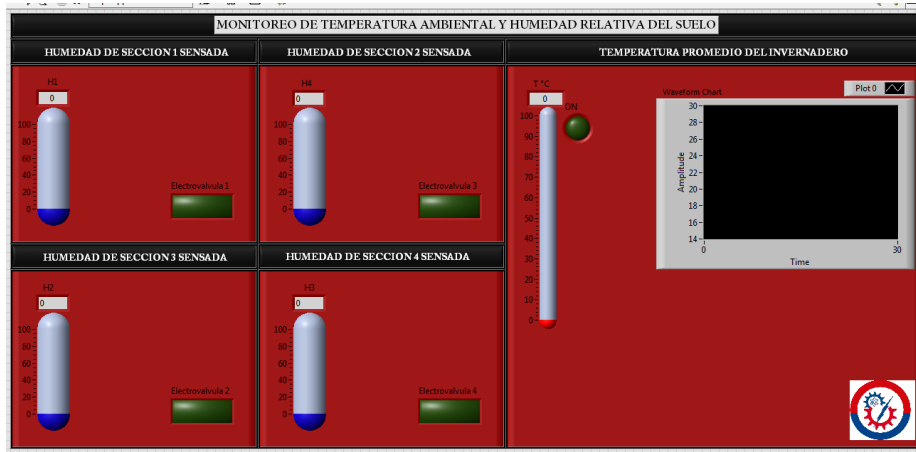 MONITOREO DE TEMPERATURA AMBIENTAL Y HUMEDAD RELATIVA DEL SUELO
HUMEDAD DE SECCION 1 SENSADA
HUMEDAD DE SECCION 2 SENSADA
TEMPERATURA PROMEDIO DEL INVERNADERO
H1
0
100
80
60
40
20
0
Electrovalvula 1
H4
0
100
80
60
40
20
0
Electrovalvula 3
T °C
0
ON
100
90
80
70
60
50
40
30
20
10
0
Waveform Chart
Plot 0
Amplitude
30
28
26
24
22
20
18
16
14
0
30
Time
HUMEDAD DE SECCION 3 SENSADA
HUMEDAD DE SECCION 4 SENSADA
H2
0
100
80
60
40
20
0
Electrovalvula 2
H3
0
100
80
60
40
20
0
Electrovalvula 4